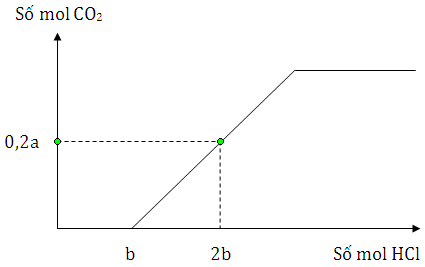 Số mol CO₂
0,2a
b
2b
Số mol HCl